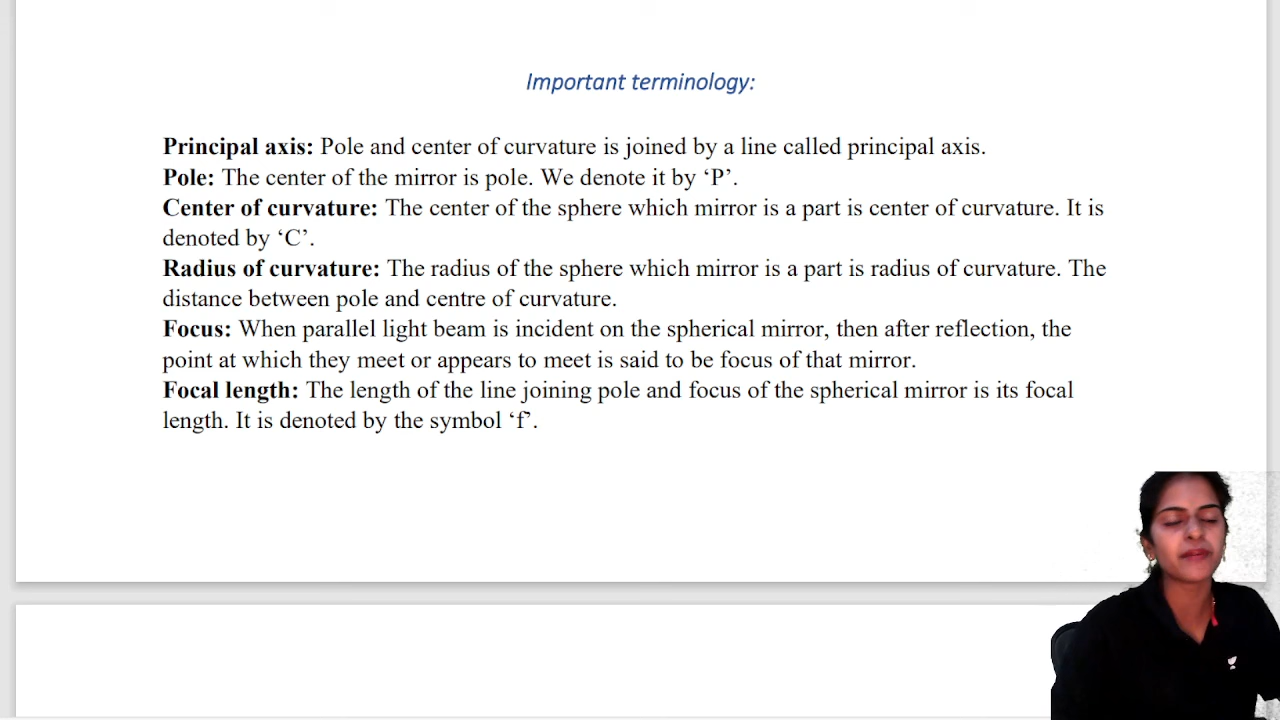 Important terminology:
Principal axis: Pole and center of curvature is joined by a line called principal axis.
Pole: The center of the mirror is pole. We denote it by ‘P’.
Center of curvature: The center of the sphere which mirror is a part is center of curvature. It is
denoted by ‘C’.
Radius of curvature: The radius of the sphere which mirror is a part is radius of curvature. The
distance between pole and centre of curvature.
Focus: When parallel light beam is incident on the spherical mirror, then after reflection, the
point at which they meet or appears to meet is said to be focus of that mirror.
Focal length: The length of the line joining pole and focus of the spherical mirror is its focal
length. It is denoted by the symbol ‘f’.